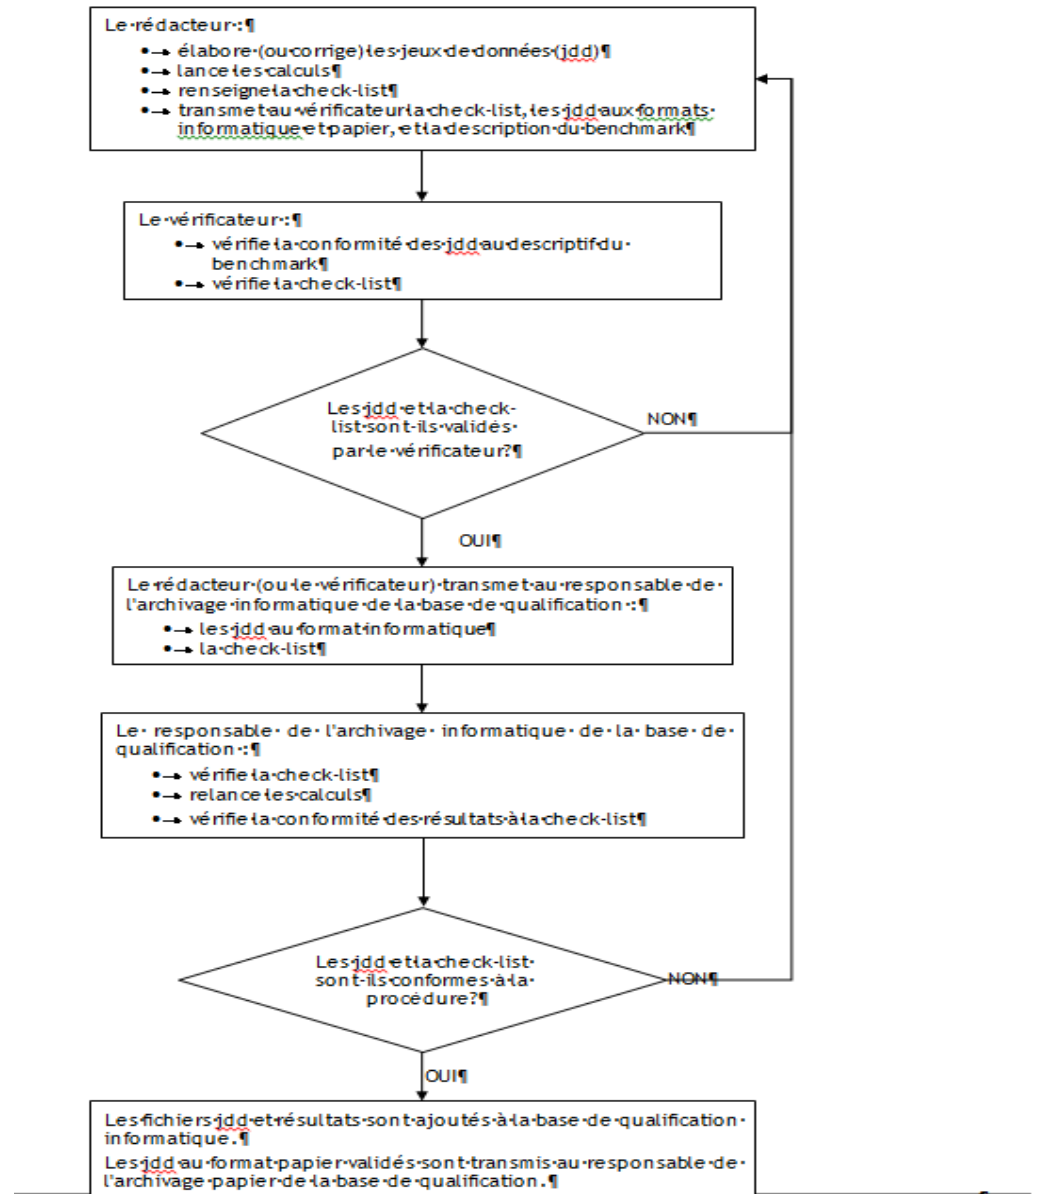 Le rédacteur :¶
•→ élabore (ou corrige) les jeux de données (jdd)¶
•→ lance les calculs¶
•→ renseigne la check-list¶
•→ transmet au vérificateur la check-list, les jdd aux formats
informatique et papier, et la description du benchmark¶
Le vérificateur :¶
•→ vérifie la conformité des jdd au descriptif du
benchmark¶
•→ vérifie la check-list¶
Les jdd et la check-
list sont-ils validés
par le vérificateur?¶
NON¶
OUI¶
Le rédacteur (ou le vérificateur) transmet au responsable de
l'archivage informatique de la base de qualification :¶
•→ les jdd au format informatique¶
•→ la check-list¶
Le responsable de l'archivage informatique de la base de
qualification :¶
•→ vérifie la check-list¶
•→ relance les calculs¶
•→ vérifie la conformité des résultats à la check-list¶
Les jdd et la check-list
sont-ils conformes à la
procédure?¶
NON¶
OUI¶
Les fichiers jdd et résultats sont ajoutés à la base de qualification
informatique.¶
Les jdd au format papier validés sont transmis au responsable de
l'archivage papier de la base de qualification.¶